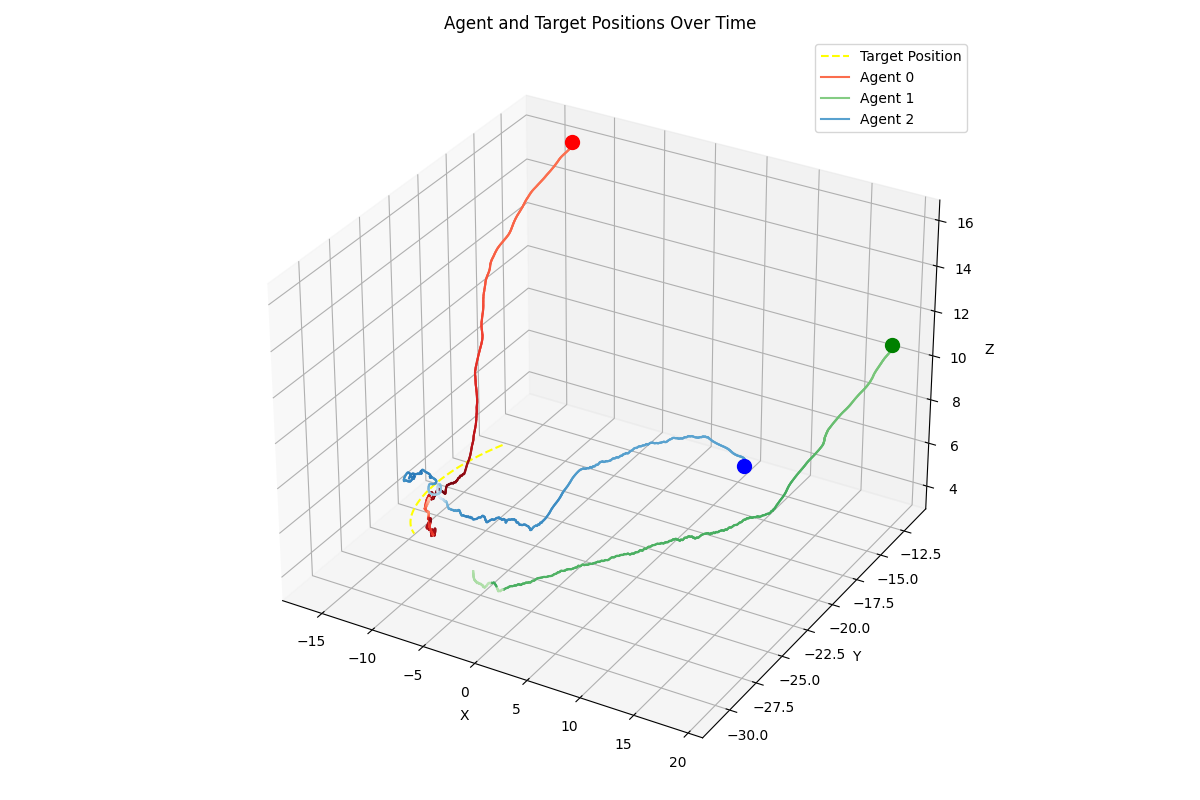 Agent and Target Positions Over Time
Target Position
Agent 0
Agent 1
Agent 2
16
14
12
Z
10
8
6
4
−12.5
−15.0
−17.5
−20.0
−22.5
Y
−25.0
−27.5
−30.0
−15
−10
−5
0
X
5
10
15
20